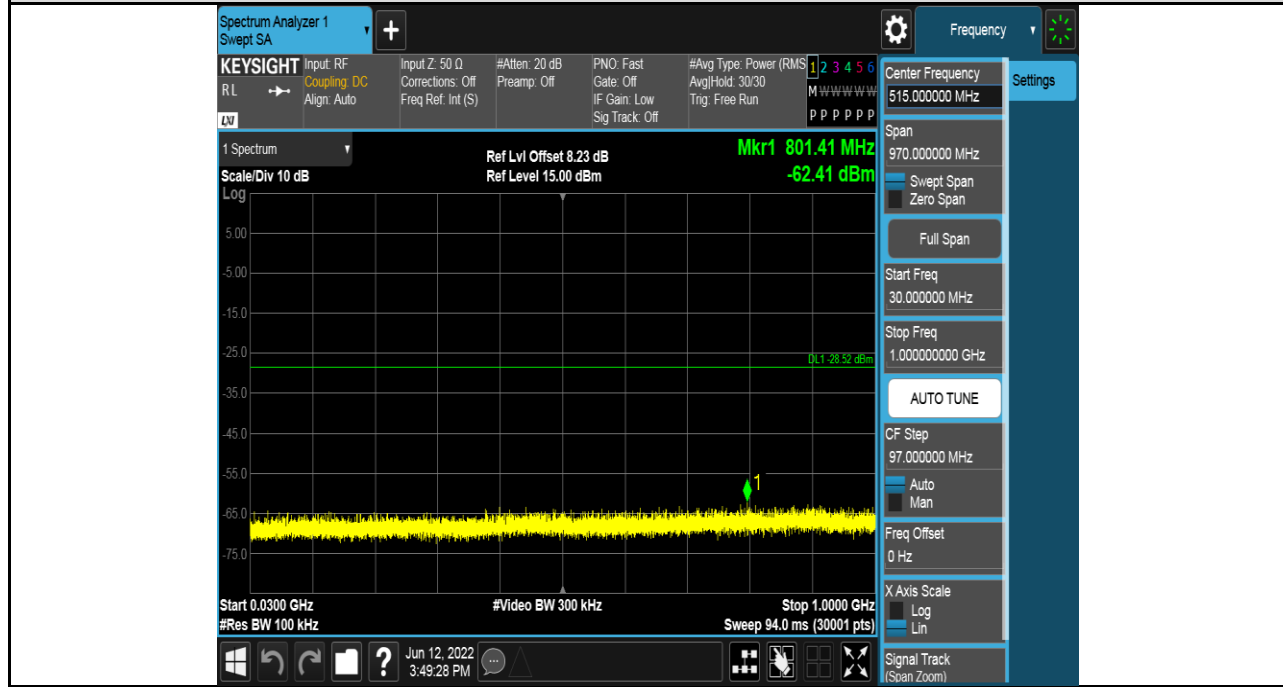 Spectrum Analyzer 1
Swept SA
+
Frequency
KEYSIGHT
RL
LXI
Input: RF
Coupling: DC
Align: Auto
Input Z: 50 Ω
Corrections: Off
Freq Ref: Int (S)
#Atten: 20 dB
Preamp: Off
PNO: Fast
Gate: Off
IF Gain: Low
Sig Track: Off
#Avg Type: Power (RMS
Avg|Hold: 30/30
Trig: Free Run
1 2 3 4 5 6
M W W W W W
P P P P P P
Center Frequency
515.000000 MHz
Settings
1 Spectrum
Scale/Div 10 dB
Log
Ref Lvl Offset 8.23 dB
Ref Level 15.00 dBm
Mkr1 801.41 MHz
-62.41 dBm
5.00
-5.00
-15.0
-25.0
-35.0
-45.0
-55.0
-65.0
-75.0
DL1 -28.52 dBm
1
Start 0.0300 GHz
#Res BW 100 kHz
#Video BW 300 kHz
Stop 1.0000 GHz
Sweep 94.0 ms (30001 pts)
Span
970.000000 MHz
Swept Span
Zero Span
Full Span
Start Freq
30.000000 MHz
Stop Freq
1.000000000 GHz
AUTO TUNE
CF Step
97.000000 MHz
Auto
Man
Freq Offset
0 Hz
X Axis Scale
Log
Lin
Signal Track
(Span Zoom)
?
Jun 12, 2022
3:49:28 PM